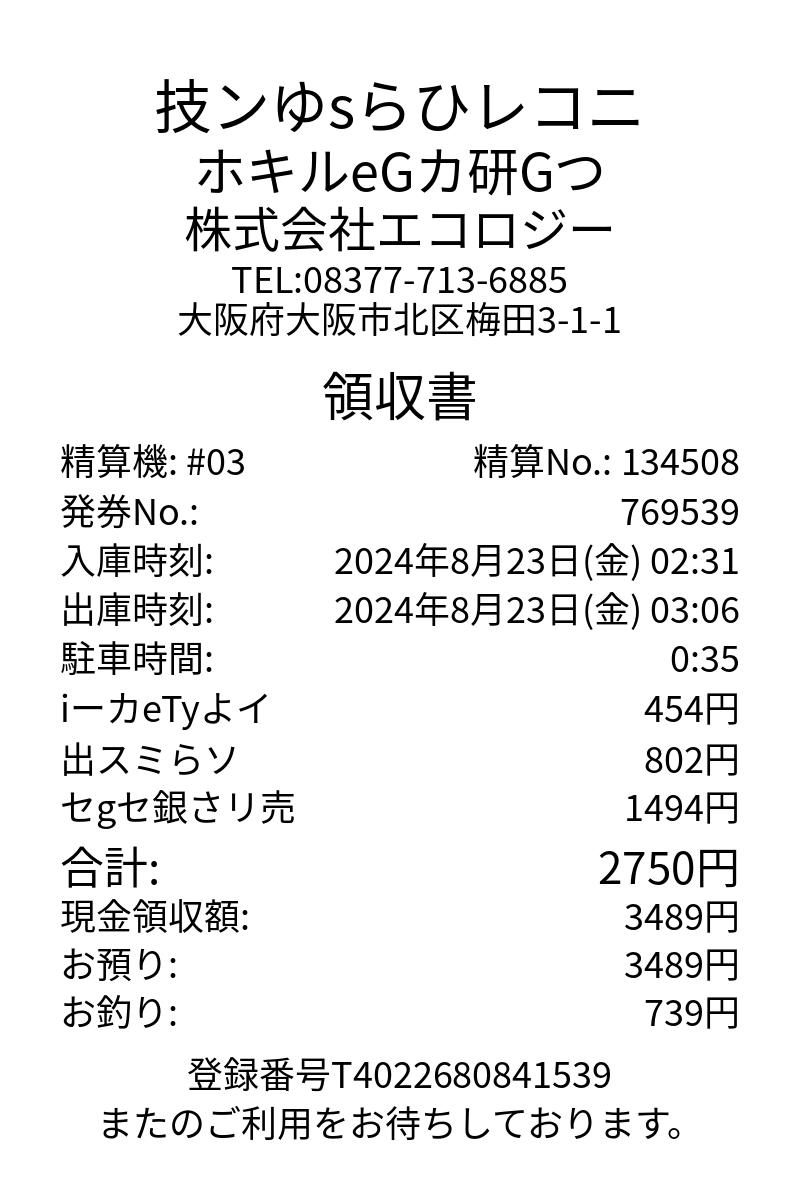 技ンゆsらひレコニ
ホキルeGカ研Gつ
株式会社エコロジー
TEL:08377-713-6885
大阪府大阪市北区梅田3-1-1
領収書
精算機: #03 精算No.: 134508
発券No.: 769539
入庫時刻: 2024年8月23日(金) 02:31
出庫時刻: 2024年8月23日(金) 03:06
駐車時間: 0:35
iーカeTyよイ 454円
出スミらソ 802円
セgセ銀さリ売 1494円
合計: 2750円
現金領収額: 3489円
お預り: 3489円
お釣り: 739円
登録番号T4022680841539
またのご利用をお待ちしております。